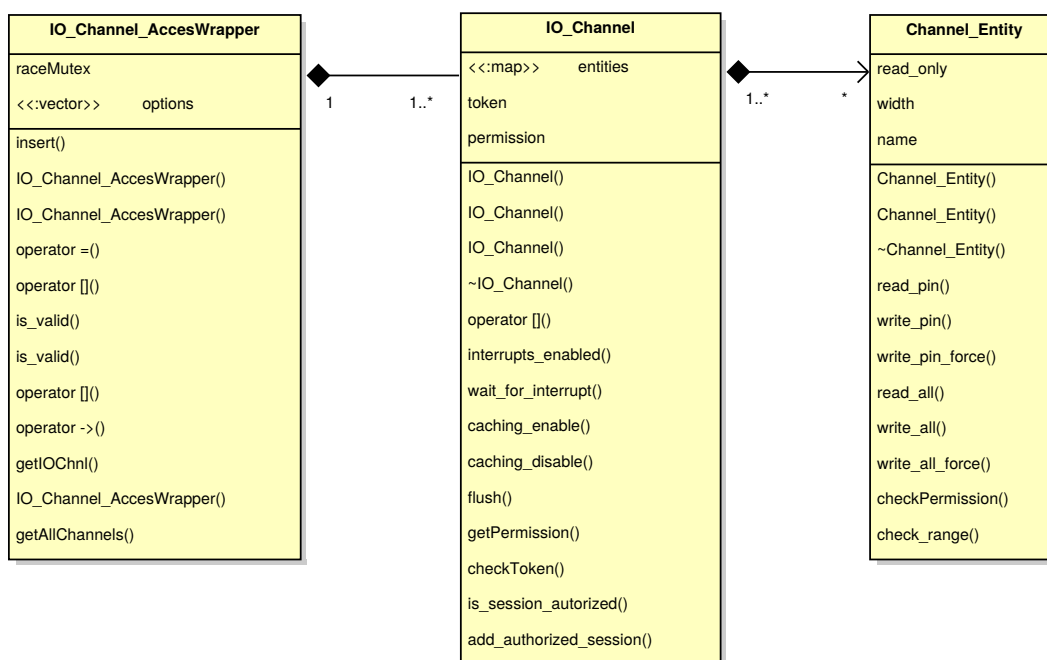 IO_Channel_AccesWrapper
raceMutex
<<:vector>> options
insert()
IO_Channel_AccesWrapper()
IO_Channel_AccesWrapper()
operator =()
operator []()
is_valid()
is_valid()
operator []()
operator ->()
getIOChnl()
IO_Channel_AccesWrapper()
getAllChannels()
1
1..*
IO_Channel
<<:map>> entities
token
permission
IO_Channel()
IO_Channel()
IO_Channel()
~IO_Channel()
operator []()
interrupts_enabled()
wait_for_interrupt()
caching_enable()
caching_disable()
flush()
getPermission()
checkToken()
is_session_autorized()
add_authorized_session()
1..*
*
Channel_Entity
read_only
width
name
Channel_Entity()
Channel_Entity()
~Channel_Entity()
read_pin()
write_pin()
write_pin_force()
read_all()
write_all()
write_all_force()
checkPermission()
check_range()